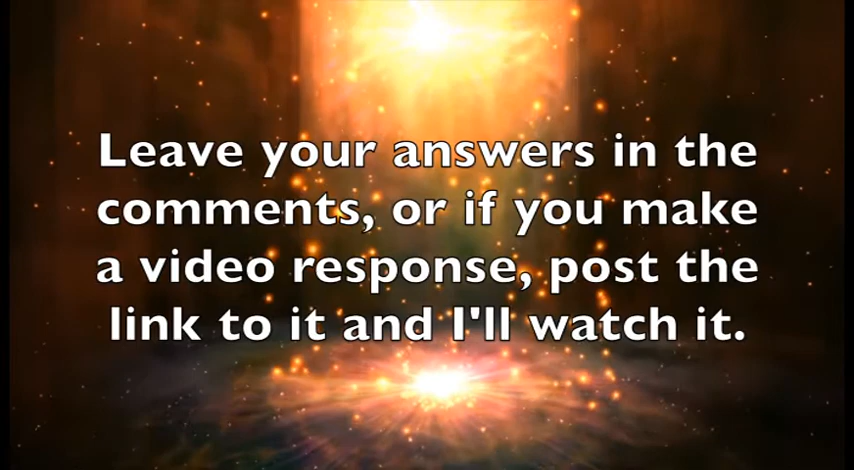 Leave your answers in the
comments, or if you make
a video response, post the
link to it and I'll watch it.